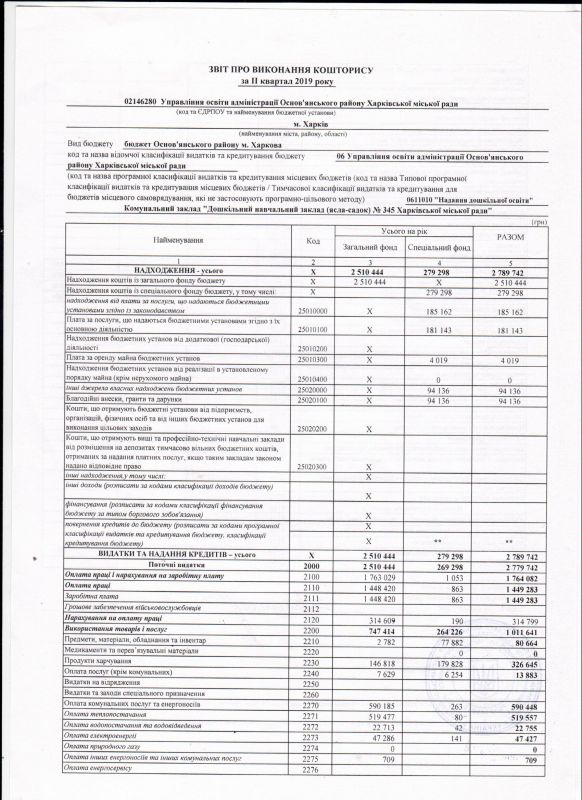 ЗВІТ ПРО ВИКОНАННЯ КОШТОРИСУ
за ІІ квартал 2019 року
02146280 Управління освіти адміністрації Основ'янського району Харківської міської ради
(код та ЄДРПОУ та найменування бюджетної установи)
м. Харків
(найменування міста, району, області)
Вид бюджету бюджет Основ'янського району м. Харкова
код та назва відомчої класифікації видатків та кредитування бюджету 06 Управління освіти адміністрації Основ'янського
району Харківської міської ради
(код та назва програмної класифікації видатків та кредитування місцевих бюджетів (код та назва Типової програмної
класифікації видатків та кредитування місцевих бюджетів / Тимчасової класифікації видатків та кредитування для
бюджетів місцевого самоврядування, які не застосовують програмно-цільового методу) 0611010 "Надання дошкільної освіти"
Комунальний заклад "Дошкільний навчальний заклад (ясла-садок) № 345 Харківської міської ради"
(грн)
Найменування Код Усього на рік РАЗОМ
Загальний фонд Спеціальний фонд
1 2 3 4 5
НАДХОДЖЕННЯ - усього Х 2 510 444 279 298 2 789 742
Надходження коштів із загального фонду бюджету Х 2 510 444 Х 2 510 444
Надходження коштів із спеціального фонду бюджету, у тому числі: Х 279 298 279 298
надходження від плати за послуги, що надаються бюджетними
установами згідно із законодавством 25010000 Х 185 162 185 162
Плата за послуги, що надаються бюджетними установами згідно з їх
основною діяльністю 25010100 Х 181 143 181 143
Надходження бюджетних установ від додаткової (господарської)
діяльності 25010200 Х
Плата за оренду майна бюджетних установ 25010300 Х 4 019 4 019
Надходження бюджетних установ від реалізації в установленому
порядку майна (крім нерухомого майна) 25010400 Х 0 0
інші джерела власних надходжень бюджетних установ 25020000 Х 94 136 94 136
Благодійні внески, гранти та дарунки 25020100 Х 94 136 94 136
Кошти, що отримують бюджетні установи від підприємств,
організацій, фізичних осіб та від інших бюджетних установ для
виконання цільових заходів 25020200 Х
Кошти, що отримують вищі та професійно-технічні навчальні заклади
від розміщення на депозитах тимчасово вільних бюджетних коштів,
отриманих за надання платних послуг, якщо таким закладам законом
надано відповідне право 25020300 Х
інші надходження,у тому числі: Х
інші доходи (розписати за кодами класифікації доходів бюджету)
Х
фінансування (розписати за кодами класифікації фінансування
бюджету за типом боргового зобов'язання) Х
повернення кредитів до бюджету (розписати за кодами програмної Х
класифікації видатків та кредитування бюджету, класифікації
кредитування бюджету) Х ** **
ВИДАТКИ ТА НАДАННЯ КРЕДИТІВ – усього Х 2 510 444 279 298 2 789 742
Поточні видатки 2000 2 510 444 269 298 2 779 742
Оплата праці і нарахування на заробітну плату 2100 1 763 029 1 053 1 764 082
Оплата праці 2110 1 448 420 863 1 449 283
Заробітна плата 2111 1 448 420 863 1 449 283
Грошове забезпечення військовослужбовців 2112
Нарахування на оплату праці 2120 314 609 190 314 799
Використання товарів і послуг 2200 747 414 264 226 1 011 641
Предмети, матеріали, обладнання та інвентар 2210 2 782 77 882 80 664
Медикаменти та перев'язувальні матеріали 2220 0 0
Продукти харчування 2230 146 818 179 828 326 645
Оплата послуг (крім комунальних) 2240 7 629 6 254 13 883
Видатки на відрядження 2250
Видатки та заходи спеціального призначення 2260
Оплата комунальних послуг та енергоносіїв 2270 590 185 263 590 448
Оплата теплопостачання 2271 519 477 80 519 557
Оплата водопостачання та водовідведення 2272 22 713 42 22 755
Оплата електроенергії 2273 47 286 141 47 427
Оплата природного газу 2274 0 0
Оплата інших енергоносіїв та інших комунальних послуг 2275 709 709
Оплата енергосервісу 2276